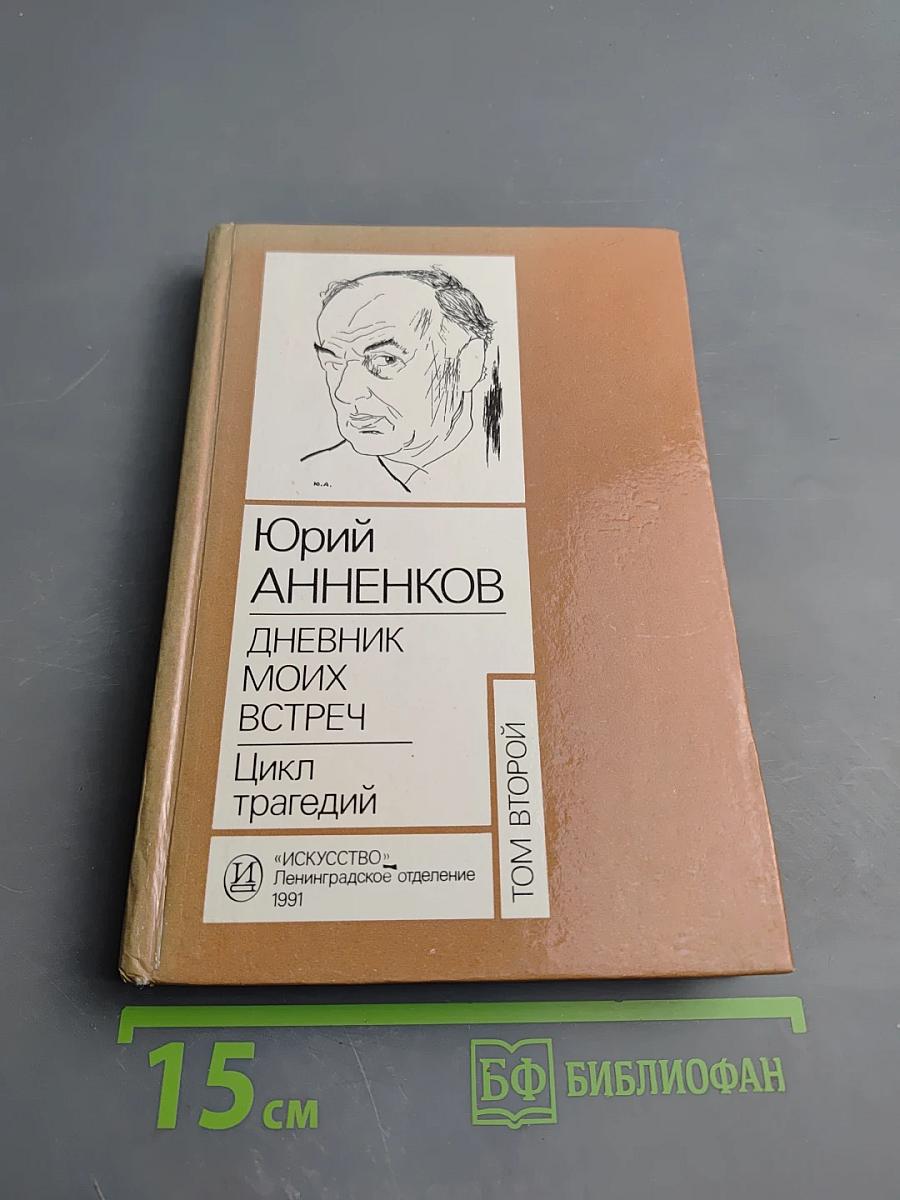 Ю.А.
Юрий
АННЕНКОВ
ДНЕВНИК
МОИХ
ВСТРЕЧ
Цикл
трагедий
ТОМ ВТОРОЙ
И
«ИСКУССТВО»
Ленинградское отделение
1991
15 см
БФ БИБЛИОФАН